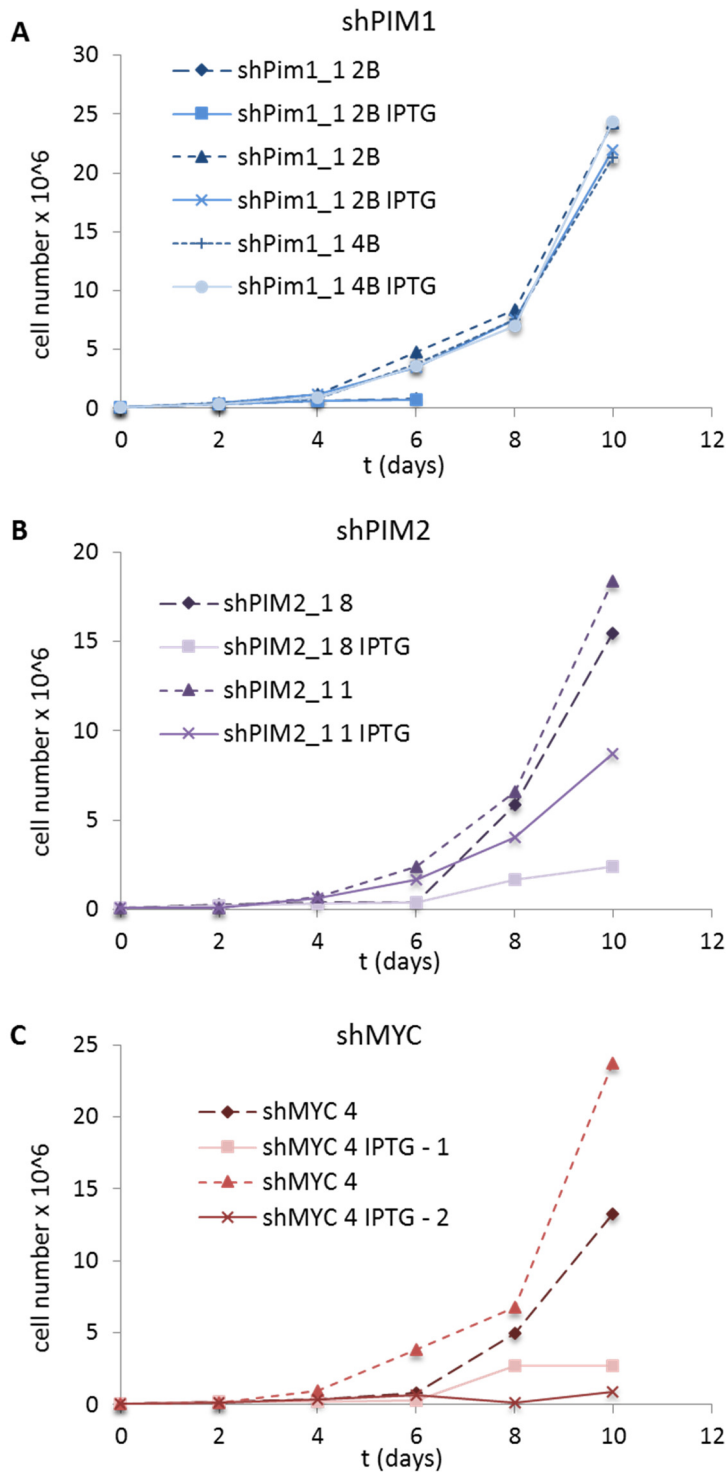 A
shPIM1
30
25
20
15
10
5
0
cell number x 10^6
shPim1_1 2B
shPim1_1 2B IPTG
shPim1_1 2B
shPim1_1 2B IPTG
shPim1_1 4B
shPim1_1 4B IPTG
0 2 4 6 8 10 12
t (days)
B
shPIM2
20
15
10
5
0
cell number x 10^6
shPIM2_1 8
shPIM2_1 8 IPTG
shPIM2_1 1
shPIM2_1 1 IPTG
0 2 4 6 8 10 12
t (days)
C
shMYC
25
20
15
10
5
0
cell number x 10^6
shMYC 4
shMYC 4 IPTG - 1
shMYC 4
shMYC 4 IPTG - 2
0 2 4 6 8 10 12
t (days)